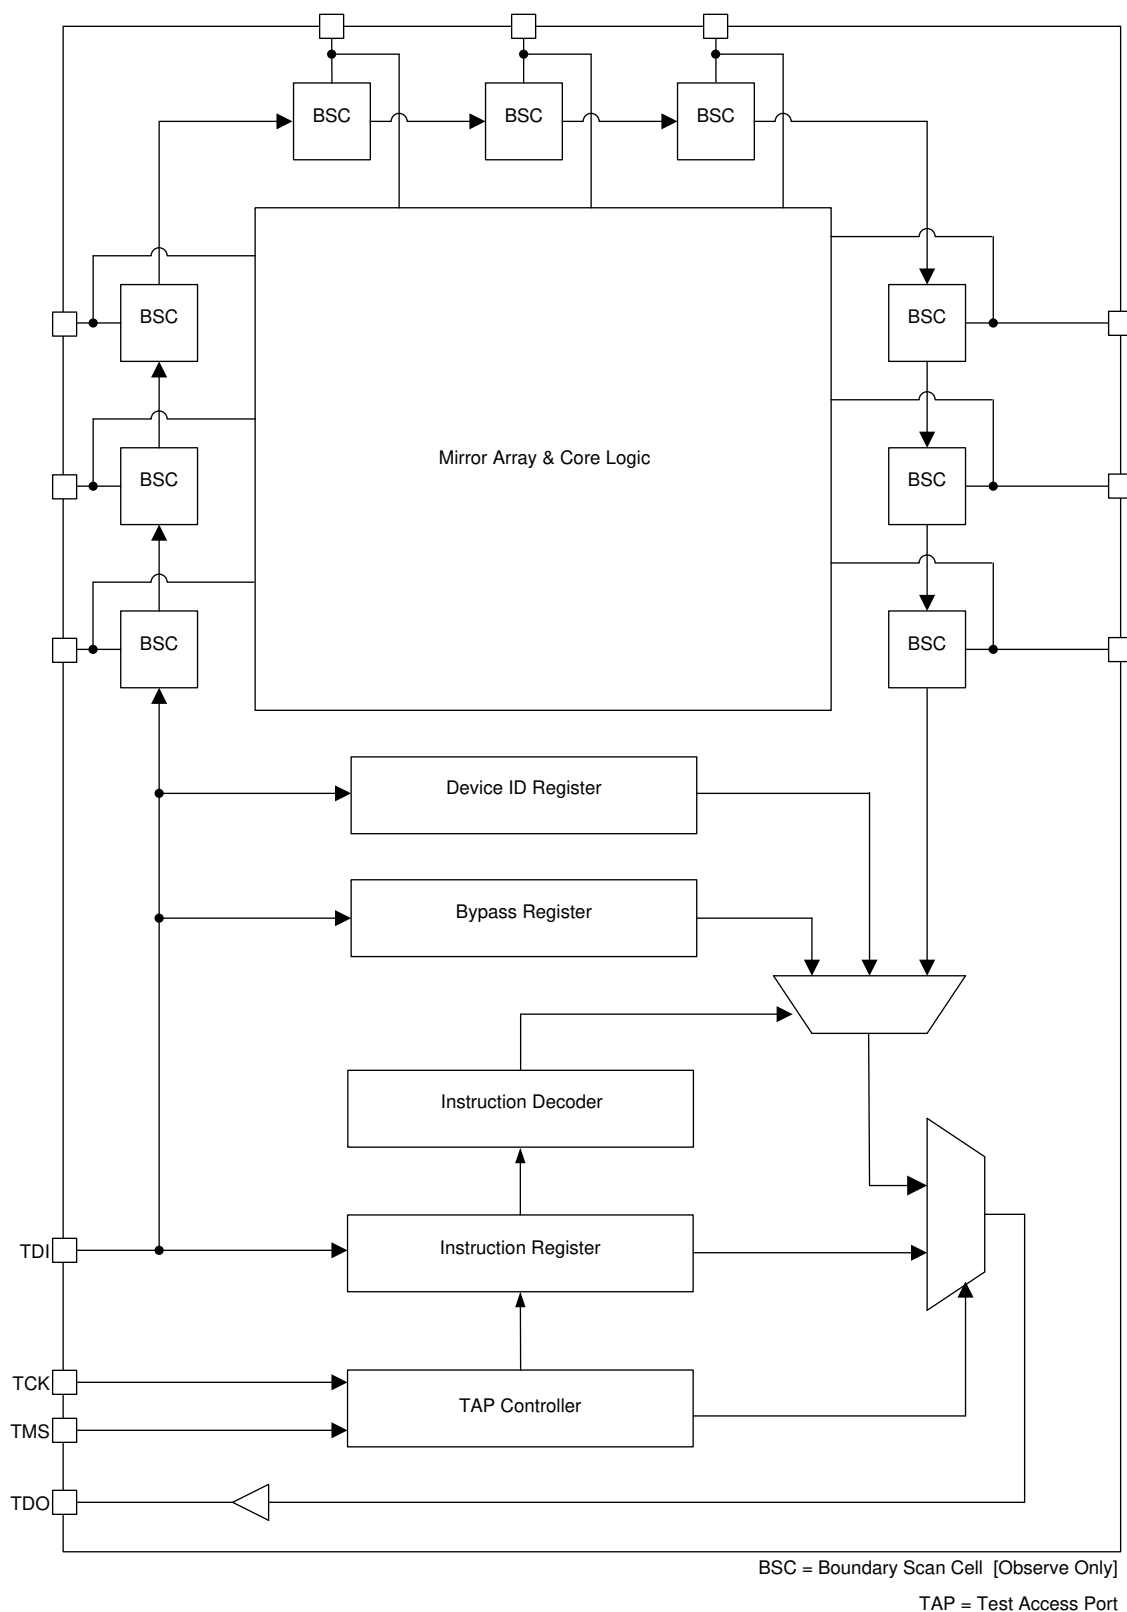 BSC
BSC
BSC
BSC
BSC
Mirror Array & Core Logic
BSC
BSC
BSC
BSC
Device ID Register
Bypass Register
Instruction Decoder
TDI
Instruction Register
TCK
TAP Controller
TMS
TDO
BSC = Boundary Scan Cell [Observe Only]
TAP = Test Access Port